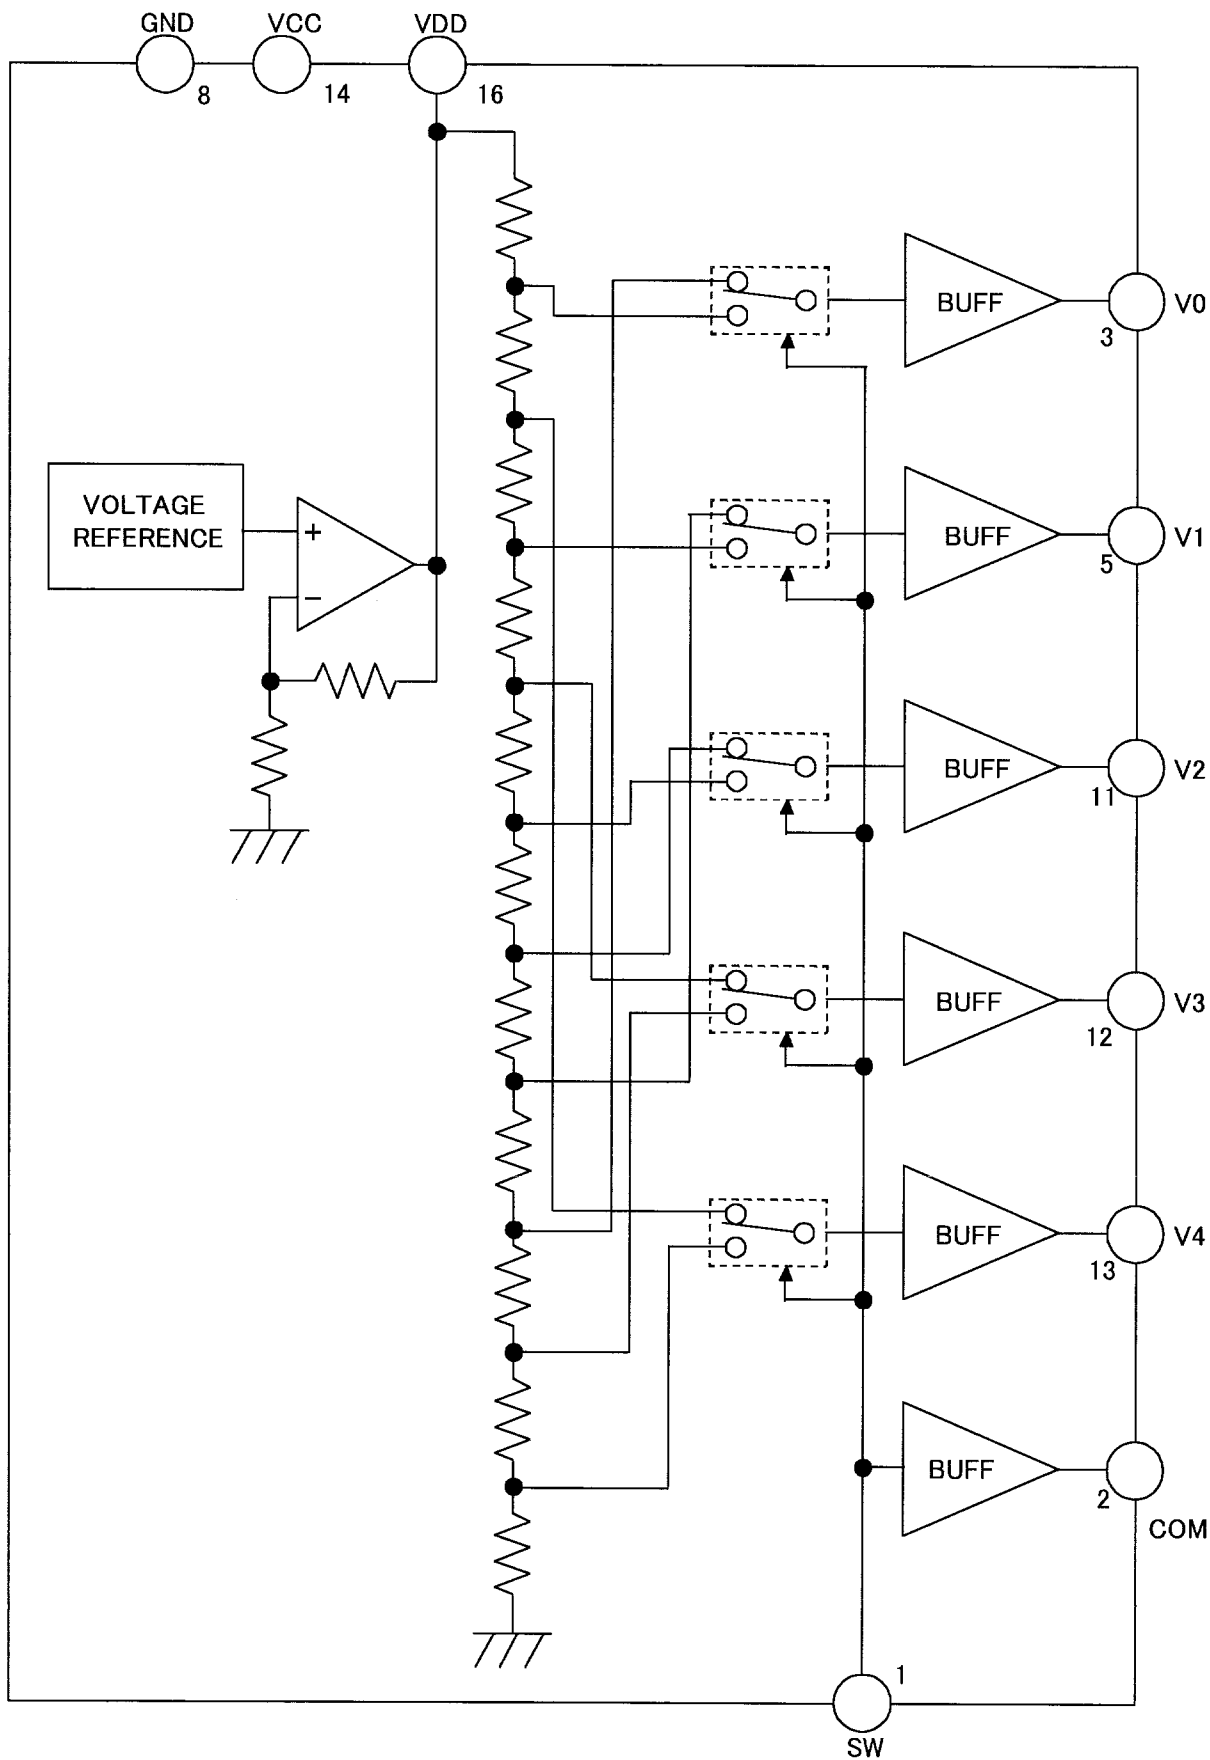 GND
VCC
VDD
8
14
16
BUFF
V0
3
VOLTAGE
REFERENCE
+
−
BUFF
V1
5
BUFF
V2
11
BUFF
V3
12
BUFF
V4
13
BUFF
2
COM
1
SW